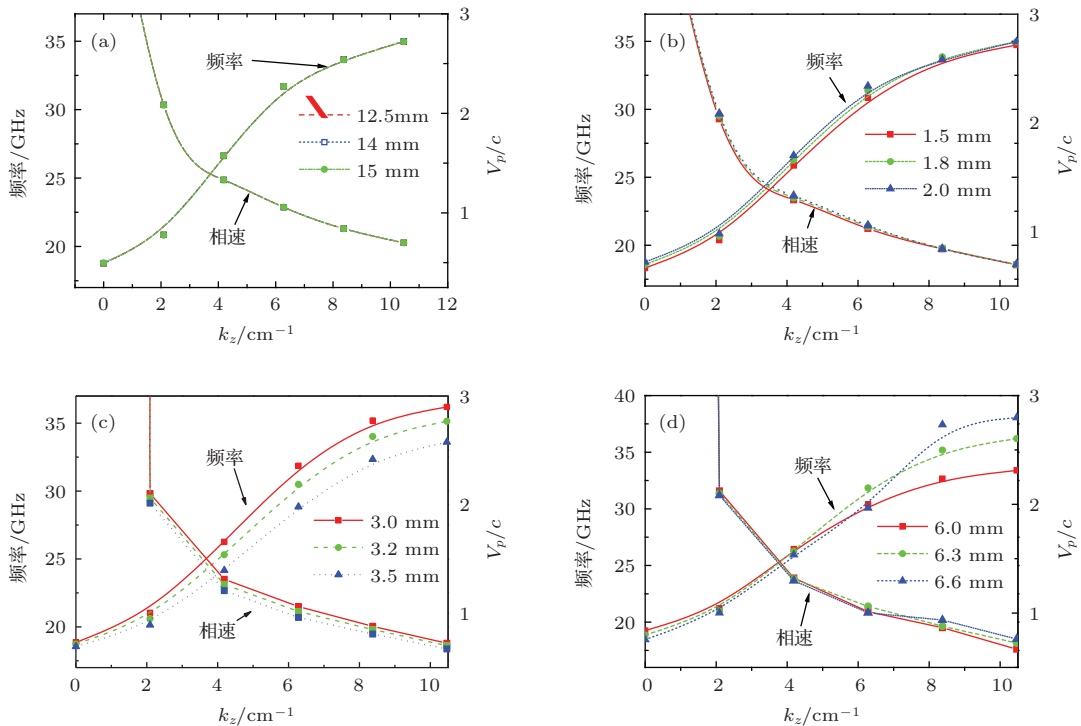 (a)
频率/GHz
35
30
25
20
3
2
1
V_p/c
频率
12.5mm
14 mm
15 mm
相速
0 2 4 6 8 10 12
k_z/cm⁻¹
(b)
频率/GHz
35
30
25
20
3
2
1
V_p/c
频率
1.5 mm
1.8 mm
2.0 mm
相速
0 2 4 6 8 10
k_z/cm⁻¹
(c)
频率/GHz
35
30
25
20
3
2
1
V_p/c
频率
3.0 mm
3.2 mm
3.5 mm
相速
0 2 4 6 8 10
k_z/cm⁻¹
(d)
频率/GHz
40
35
30
25
20
3
2
1
V_p/c
频率
6.0 mm
6.3 mm
6.6 mm
相速
0 2 4 6 8 10
k_z/cm⁻¹